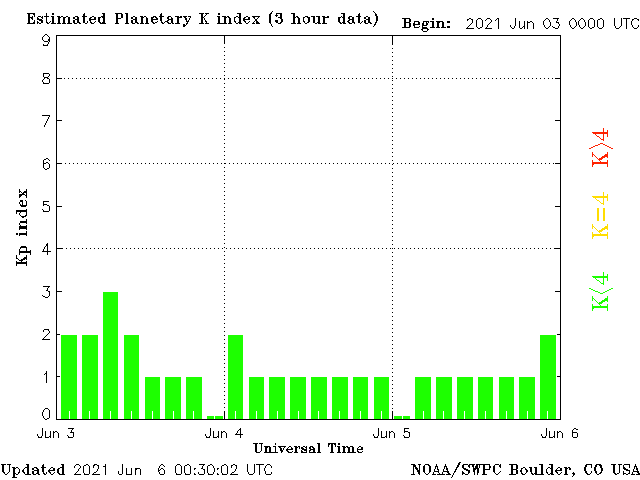 Estimated Planetary K index (3 hour data) Begin: 2021 Jun 03 0000 UTC
9
8
7
6
5
4
3
2
1
0
Kp index
K>4
K=4
K<4
Jun 3 Jun 4 Jun 5 Jun 6
Universal Time
Updated 2021 Jun 6 00:30:02 UTC NOAA/SWPC Boulder, CO USA